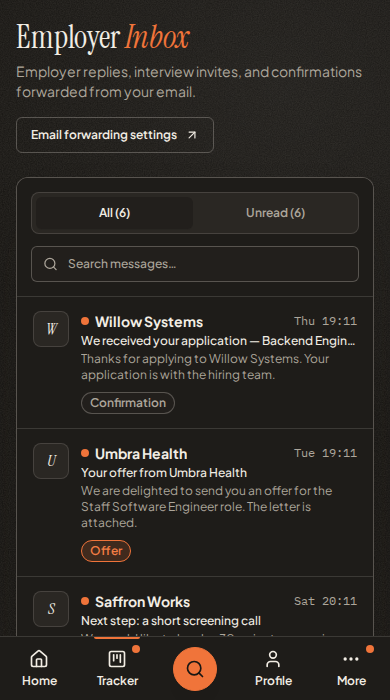 Employer Inbox
Employer replies, interview invites, and confirmations
forwarded from your email.
Email forwarding settings
All (6)
Unread (6)
Search messages…
W
Willow Systems
Thu 19:11
We received your application — Backend Engin…
Thanks for applying to Willow Systems. Your
application is with the hiring team.
Confirmation
U
Umbra Health
Tue 19:11
Your offer from Umbra Health
We are delighted to send you an offer for the
Staff Software Engineer role. The letter is
attached.
Offer
S
Saffron Works
Sat 20:11
Next step: a short screening call
Home
Tracker
Profile
More